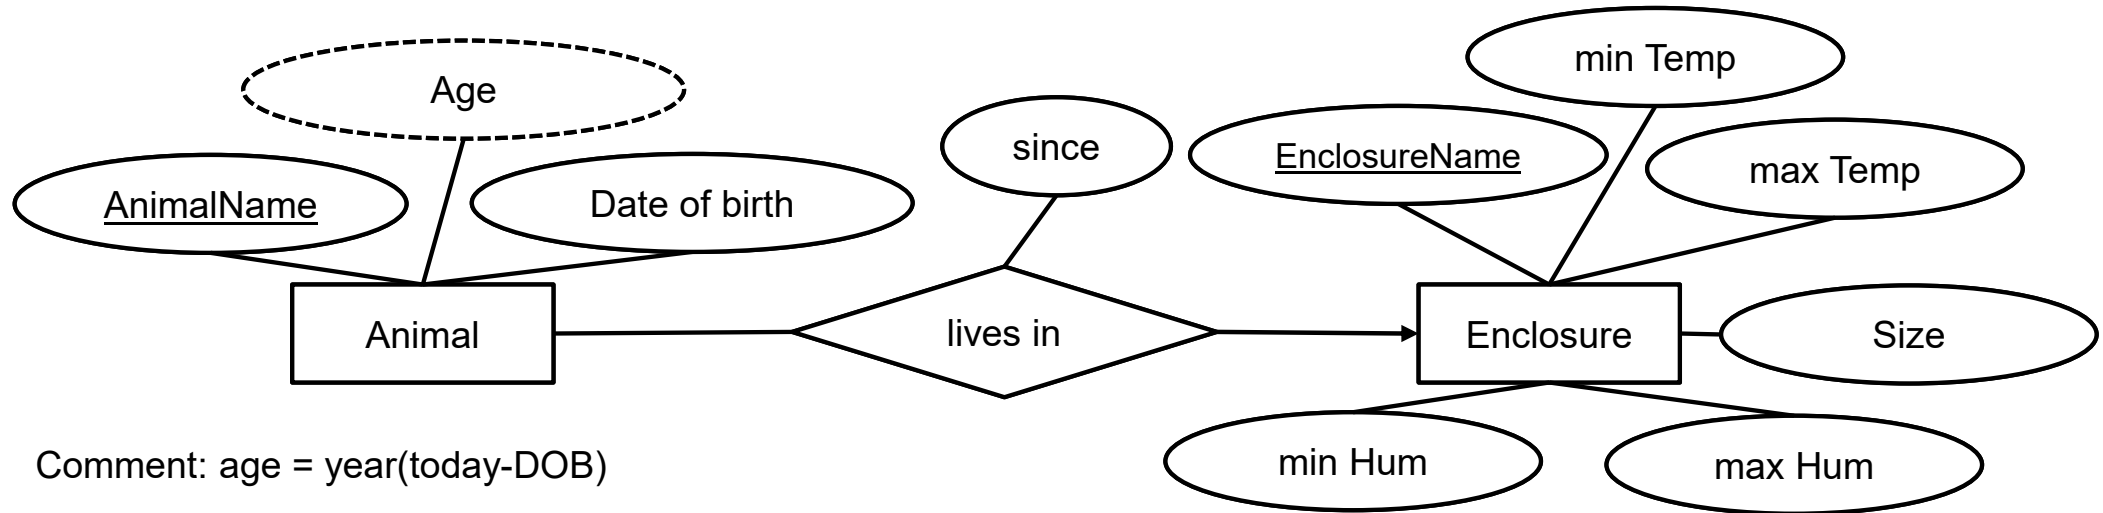 min Temp
Age
since
EnclosureName
max Temp
AnimalName
Date of birth
Animal
lives in
Enclosure
Size
min Hum
max Hum
Comment: age = year(today-DOB)